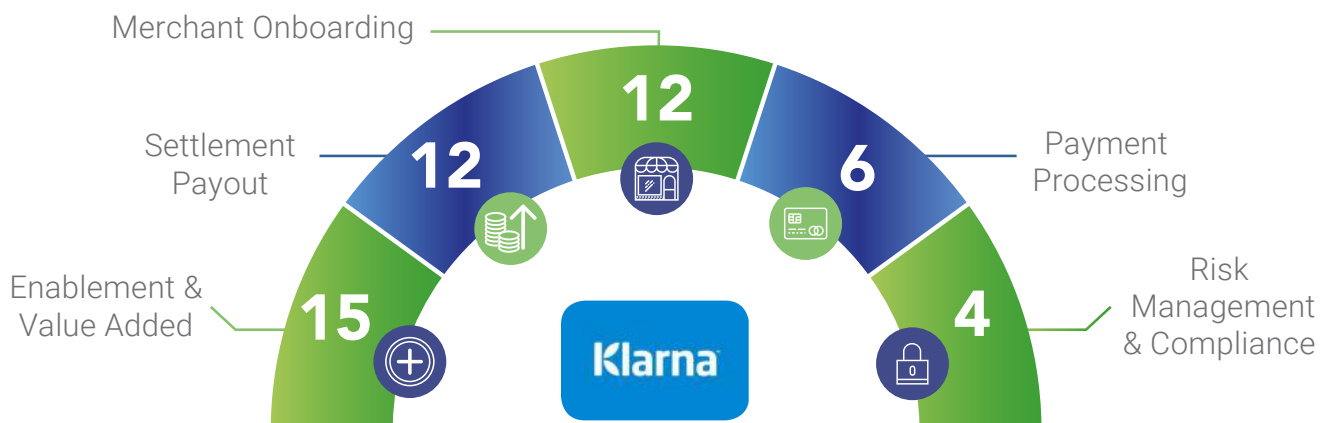 Merchant Onboarding
12
Settlement
Payout
12
6
Payment
Processing
Enablement &
Value Added
15
4
Risk
Management
& Compliance
Klarna